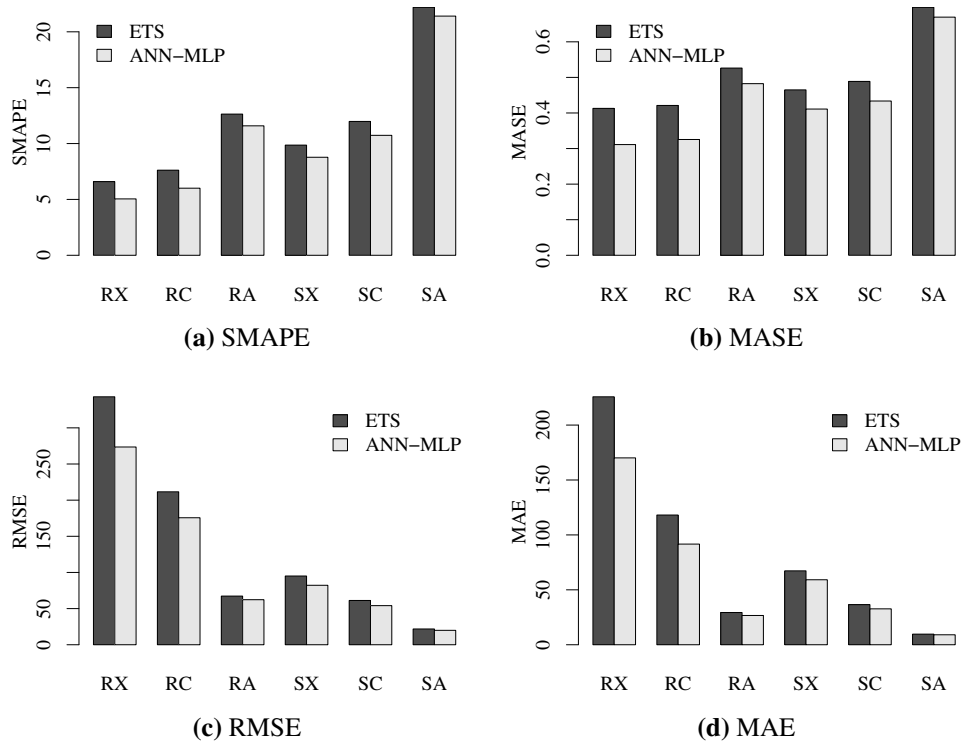 ETS
ANN−MLP
SMAPE
0 5 10 15 20
RX RC RA SX SC SA
(a) SMAPE
ETS
ANN−MLP
MASE
0.0 0.2 0.4 0.6
RX RC RA SX SC SA
(b) MASE
ETS
ANN−MLP
RMSE
0 50 150 250
RX RC RA SX SC SA
(c) RMSE
ETS
ANN−MLP
MAE
0 50 100 150 200
RX RC RA SX SC SA
(d) MAE